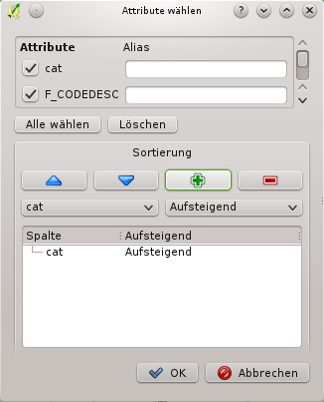 Attribute wählen
Attribute Alias
cat
F_CODEDESC
Alle wählen Löschen
Sortierung
cat Aufsteigend
Spalte Aufsteigend
cat Aufsteigend
OK Abbrechen